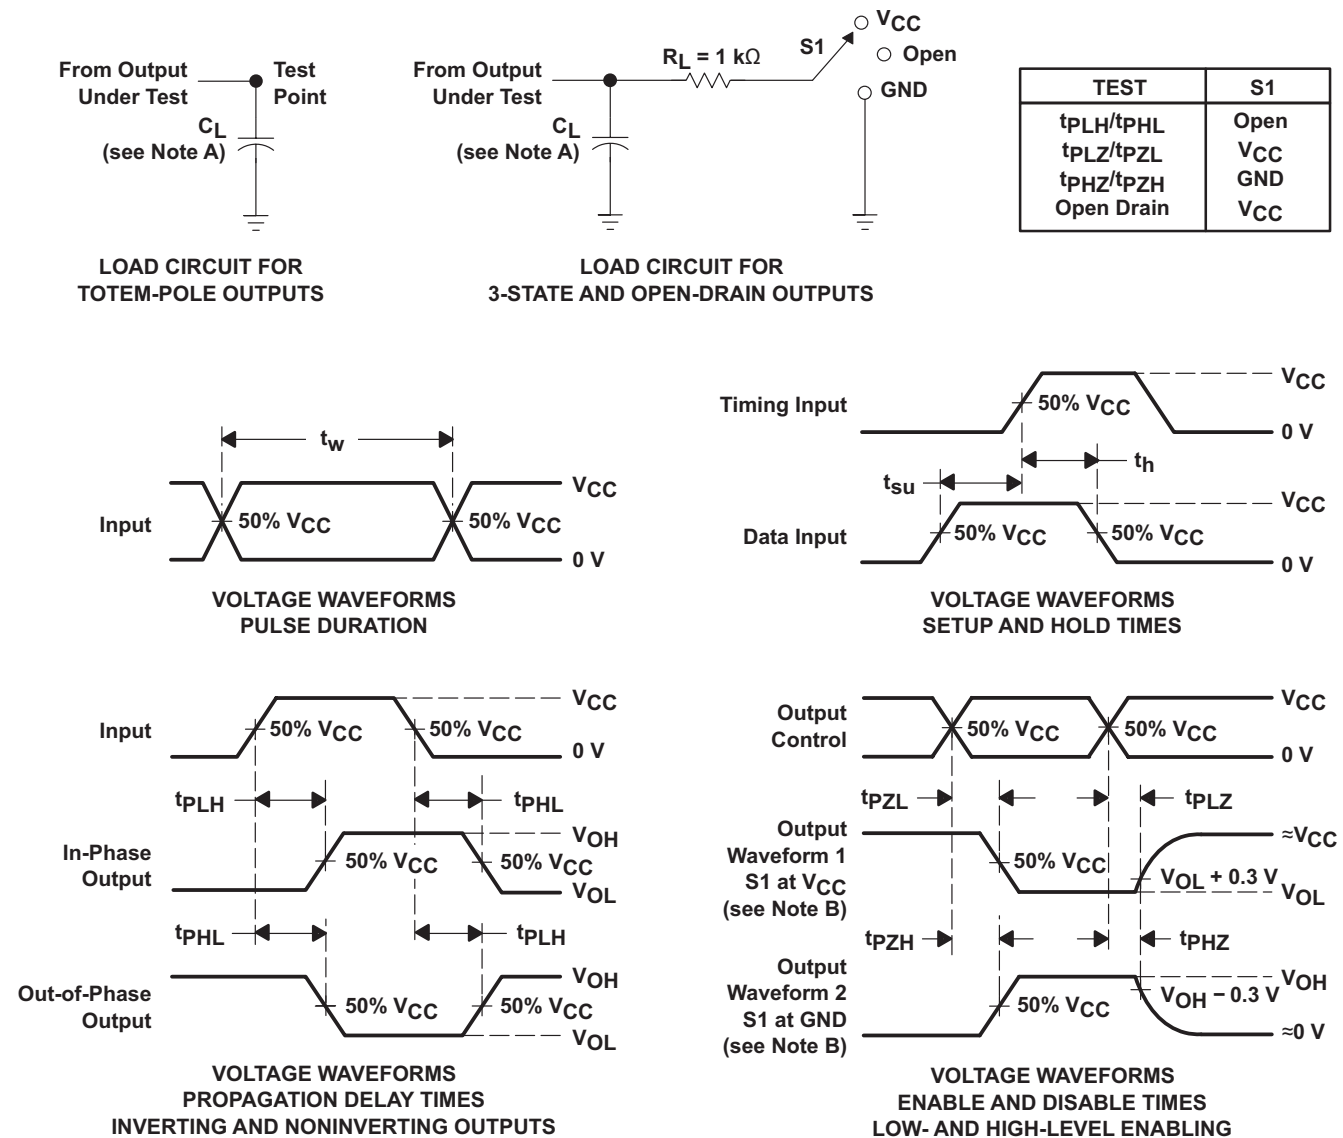 From Output
Under Test
Test
Point
CL
(see Note A)
LOAD CIRCUIT FOR
TOTEM-POLE OUTPUTS
From Output
Under Test
RL = 1 kΩ
S1
VCC
Open
GND
CL
(see Note A)
LOAD CIRCUIT FOR
3-STATE AND OPEN-DRAIN OUTPUTS
TEST S1
tPLH/tPHL Open
tPLZ/tPZL VCC
tPHZ/tPZH GND
Open Drain VCC
tw
Input
50% VCC
50% VCC
VCC
0 V
VOLTAGE WAVEFORMS
PULSE DURATION
Timing Input
50% VCC
VCC
0 V
th
tsu
Data Input
50% VCC
50% VCC
VCC
0 V
VOLTAGE WAVEFORMS
SETUP AND HOLD TIMES
Input
50% VCC
50% VCC
VCC
0 V
tPLH
tPHL
In-Phase
Output
50% VCC
50% VCC
VOH
VOL
tPHL
tPLH
Out-of-Phase
Output
50% VCC
50% VCC
VOH
VOL
VOLTAGE WAVEFORMS
PROPAGATION DELAY TIMES
INVERTING AND NONINVERTING OUTPUTS
Output
Control
50% VCC
50% VCC
VCC
0 V
tPZL
tPLZ
Output
Waveform 1
S1 at VCC
(see Note B)
50% VCC
VOL + 0.3 V
≈VCC
VOL
tPZH
tPHZ
Output
Waveform 2
S1 at GND
(see Note B)
50% VCC
VOH − 0.3 V
VOH
≈0 V
VOLTAGE WAVEFORMS
ENABLE AND DISABLE TIMES
LOW- AND HIGH-LEVEL ENABLING